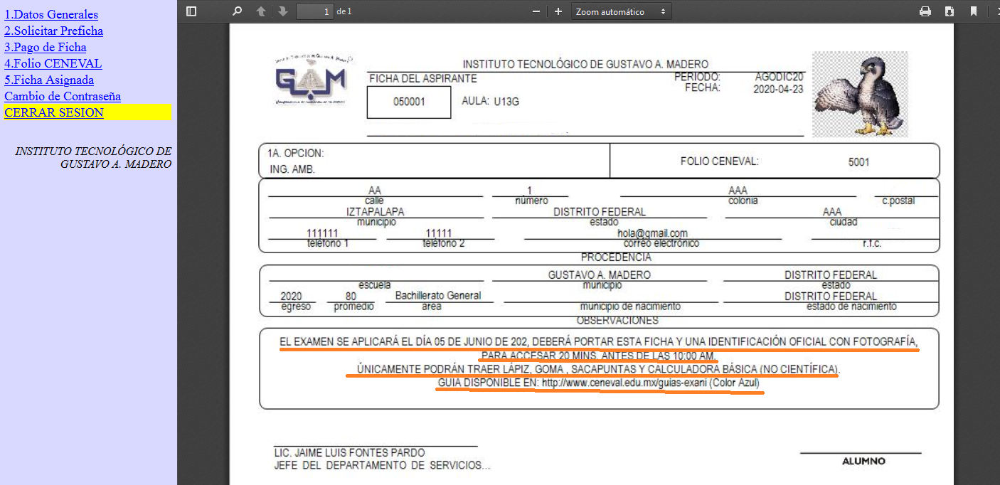 1.Datos Generales
2.Solicitar Preficha
3.Pago de Ficha
4.Folio CENEVAL
5.Ficha Asignada
Cambio de Contraseña
CERRAR SESION
INSTITUTO TECNOLÓGICO DE
GUSTAVO A. MADERO
1 de 1
Zoom automático
GAM
INSTITUTO TECNOLÓGICO DE GUSTAVO A. MADERO
FICHA DEL ASPIRANTE
PERIODO: AGODIC20
FECHA: 2020-04-23
050001 AULA: U13G
1A. OPCION:
ING. AMB.
FOLIO CENEVAL: 5001
AA 1 AAA
calle número colonia c.postal
IZTAPALAPA DISTRITO FEDERAL AAA
municipio estado ciudad
111111 11111 hola@gmail.com
teléfono 1 teléfono 2 correo electrónico r.f.c.
PROCEDENCIA
GUSTAVO A. MADERO DISTRITO FEDERAL
escuela municipio estado
2020 80 Bachillerato General DISTRITO FEDERAL
egreso promedio área municipio de nacimiento estado de nacimiento
OBSERVACIONES
EL EXAMEN SE APLICARÁ EL DÍA 05 DE JUNIO DE 202, DEBERÁ PORTAR ESTA FICHA Y UNA IDENTIFICACIÓN OFICIAL CON FOTOGRAFÍA,
PARA ACCESAR 20 MINS. ANTES DE LAS 10:00 AM.
ÚNICAMENTE PODRÁN TRAER LÁPIZ, GOMA , SACAPUNTAS Y CALCULADORA BÁSICA (NO CIENTÍFICA).
GUIA DISPONIBLE EN: http://www.ceneval.edu.mx/guias-exani (Color Azul)
LIC. JAIME LUIS FONTES PARDO
JEFE DEL DEPARTAMENTO DE SERVICIOS...
ALUMNO